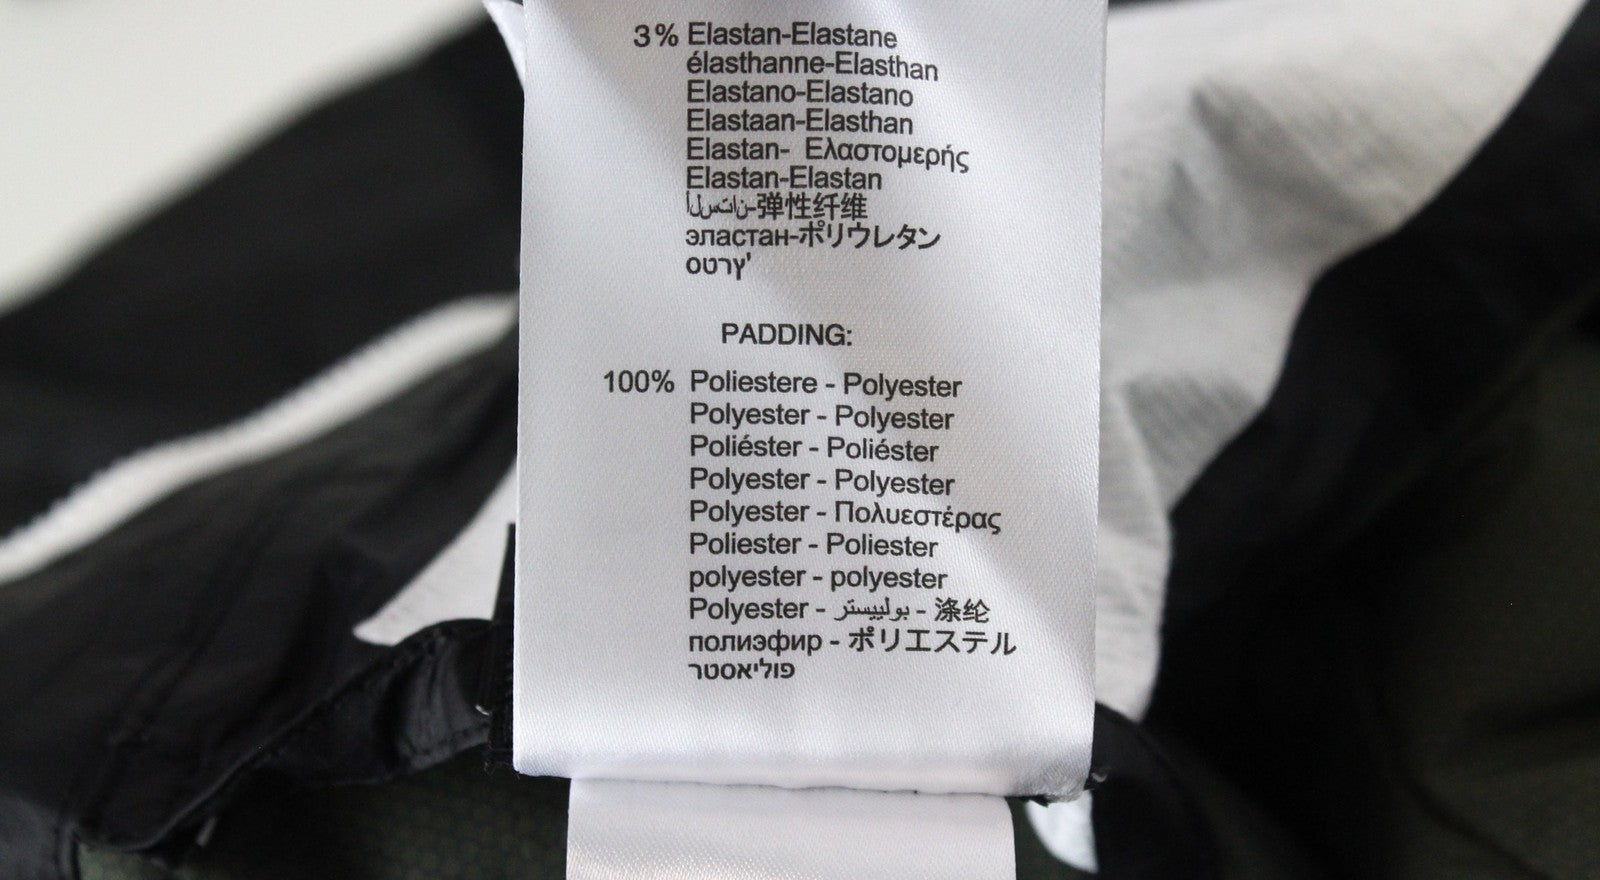 3% Elastan-Elastane
élasthanne-Elasthan
Elastano-Elastano
Elastaan-Elasthan
Elastan- Ελαστομερής
Elastan-Elastan
-弹性纤维
эластан-ポリウレタン
PADDING:
100% Poliestere - Polyester
Polyester - Polyester
Poliéster - Poliéster
Polyester - Polyester
Polyester - Πολυεστέρας
Poliester - Poliester
polyester - polyester
Polyester - بولييستر - 涤纶
полиэфир - ポリエステル
פוליאסטר